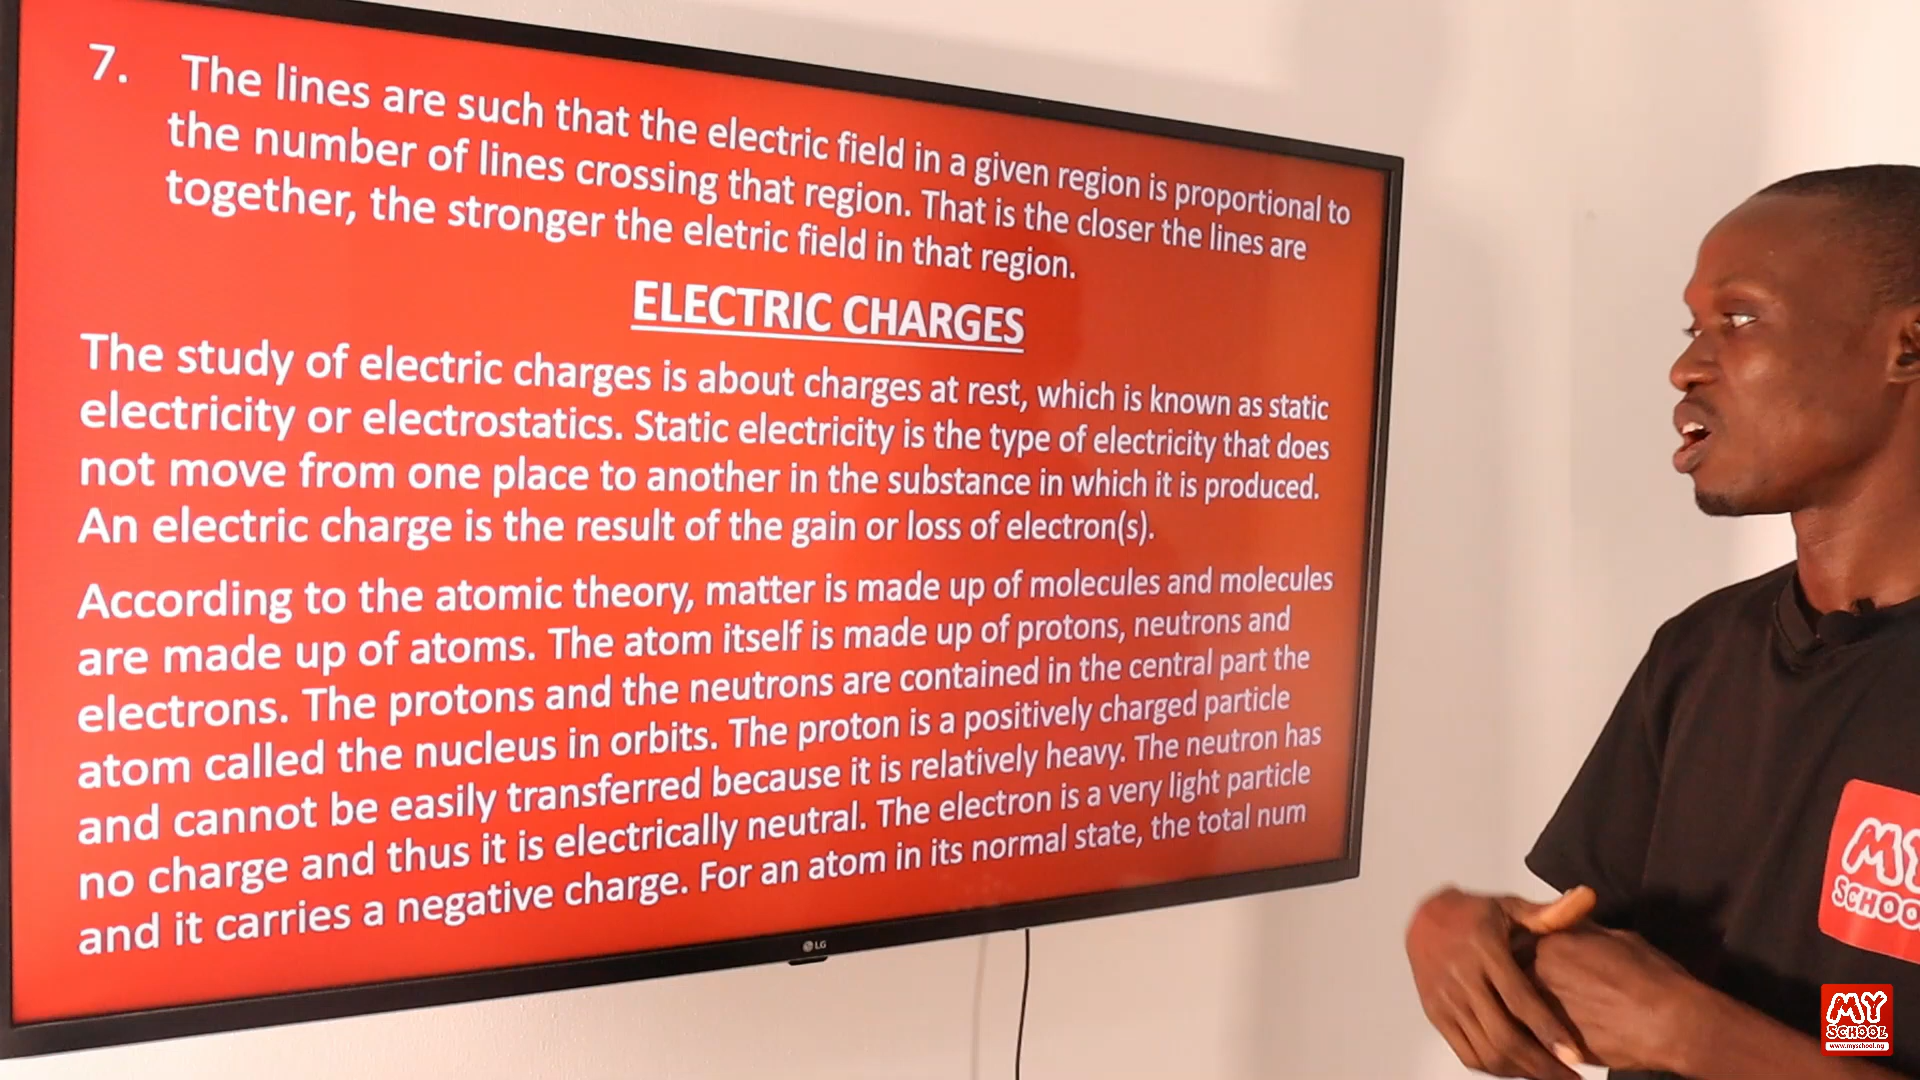 7. The lines are such that the electric field in a given region is proportional to
the number of lines crossing that region. That is the closer the lines are
together, the stronger the eletric field in that region.
ELECTRIC CHARGES
The study of electric charges is about charges at rest, which is known as static
electricity or electrostatics. Static electricity is the type of electricity that does
not move from one place to another in the substance in which it is produced.
An electric charge is the result of the gain or loss of electron(s).
According to the atomic theory, matter is made up of molecules and molecules
are made up of atoms. The atom itself is made up of protons, neutrons and
electrons. The protons and the neutrons are contained in the central part the
atom called the nucleus in orbits. The proton is a positively charged particle
and cannot be easily transferred because it is relatively heavy. The neutron has
no charge and thus it is electrically neutral. The electron is a very light particle
and it carries a negative charge. For an atom in its normal state, the total num
LG
MY
SCHOO
MY
SCHOOL
www.myschool.ng